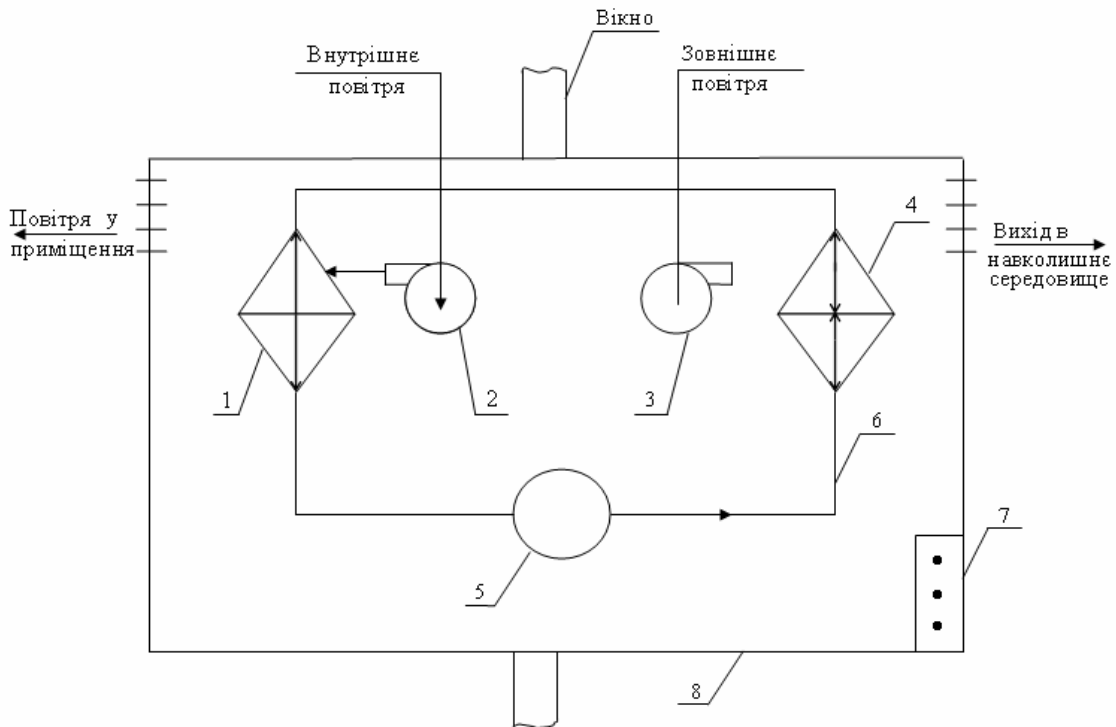 Вікно
Внутрішнє
повітря
Зовнішнє
повітря
Повітря у
приміщення
4
Вихід в
навколишнє
середовище
1
2
3
6
7
5
8